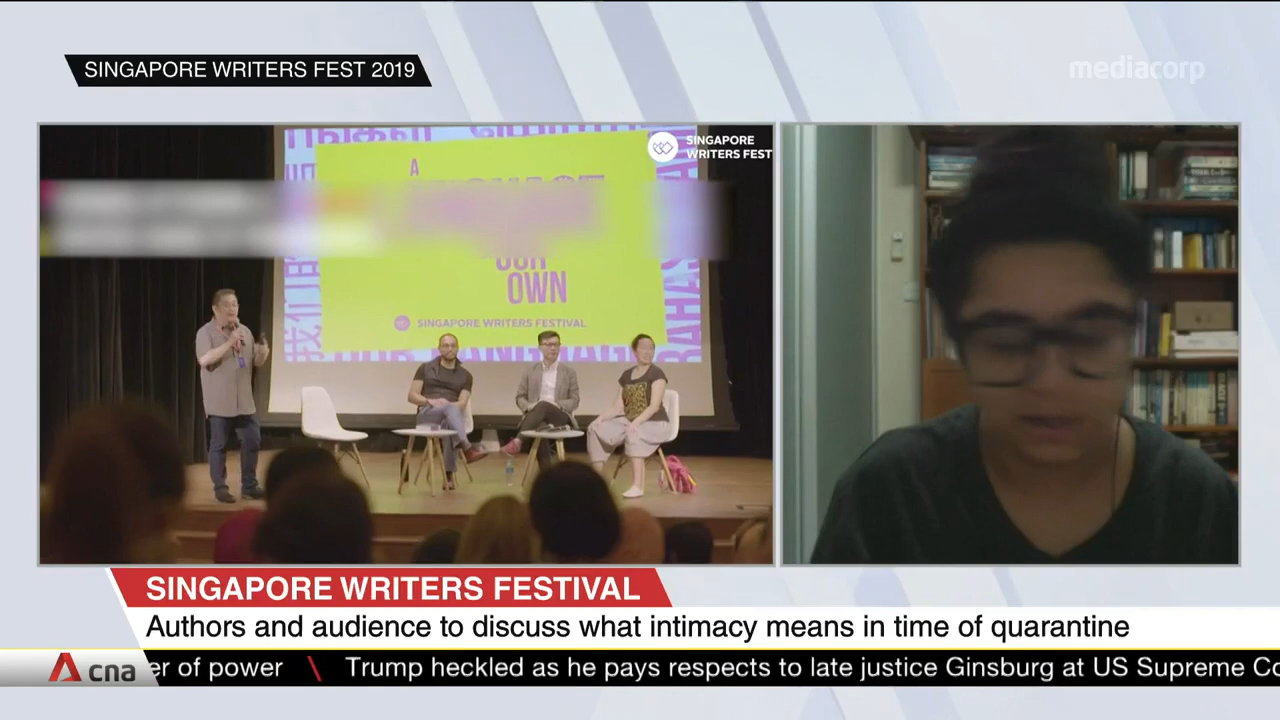 SINGAPORE WRITERS FEST 2019
mediacorp
SINGAPORE
WRITERS FEST
A
OUR
OWN
SINGAPORE WRITERS FESTIVAL
SINGAPORE WRITERS FESTIVAL
Authors and audience to discuss what intimacy means in time of quarantine
cna
er of power \ Trump heckled as he pays respects to late justice Ginsburg at US Supreme Co